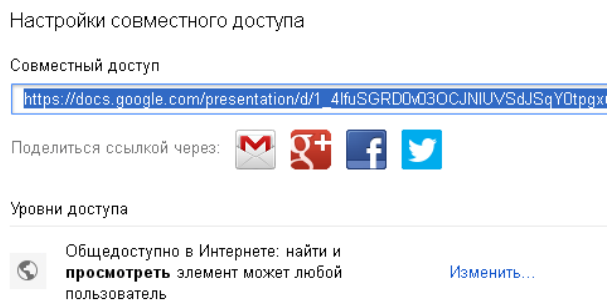 Настройки совместного доступа
Совместный доступ
https://docs.google.com/presentation/d/1_4lfuSGRD0v03OCJNIUVSdJSqY0tpgx
Поделиться ссылкой через:
Уровни доступа
Общедоступно в Интернете: найти и
просмотреть элемент может любой Изменить...
пользователь